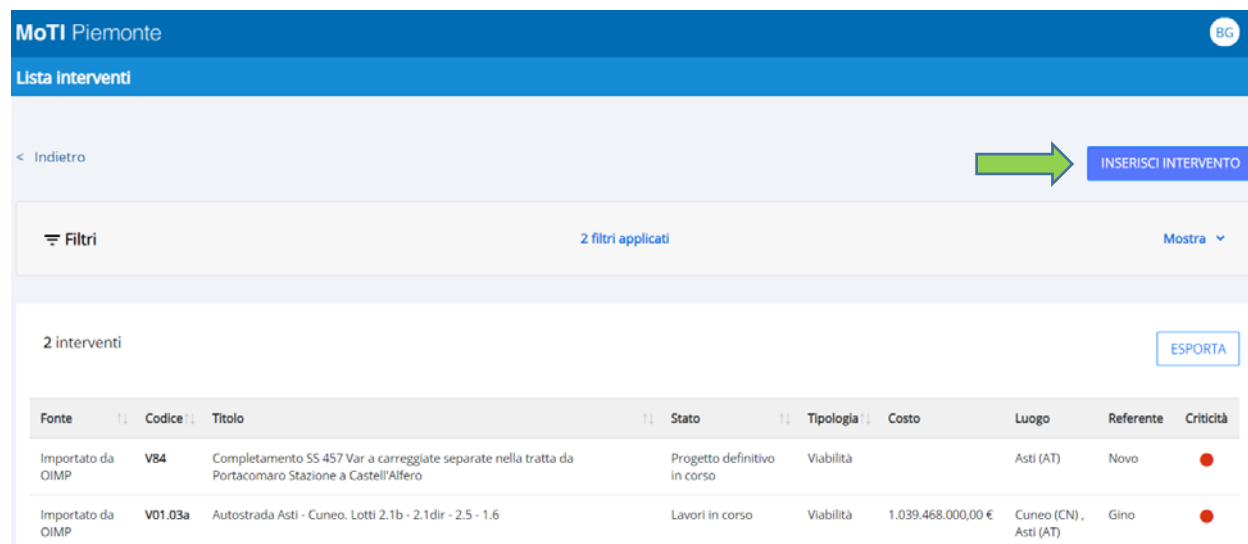 MoTI Piemonte
BG
Lista interventi
< Indietro
INSERISCI INTERVENTO
Filtri
2 filtri applicati
Mostra
2 interventi
ESPORTA
Fonte Codice Titolo Stato Tipologia Costo Luogo Referente Criticità
Importato da OIMP V84 Completamento SS 457 Var a carreggiate separate nella tratta da Portacomaro Stazione a Castell'Alfero Progetto definitivo in corso Viabilità Asti (AT) Novo
Importato da OIMP V01.03a Autostrada Asti - Cuneo. Lotti 2.1b - 2.1dir - 2.5 - 1.6 Lavori in corso Viabilità 1.039.468.000,00 € Cuneo (CN) , Asti (AT) Gino